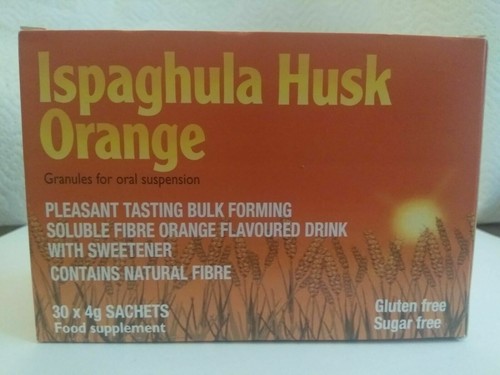 Ispaghula Husk
Orange
Granules for oral suspension
PLEASANT TASTING BULK FORMING
SOLUBLE FIBRE ORANGE FLAVOURED DRINK
WITH SWEETENER
CONTAINS NATURAL FIBRE
30 x 4g SACHETS
Food supplement
Gluten free
Sugar free